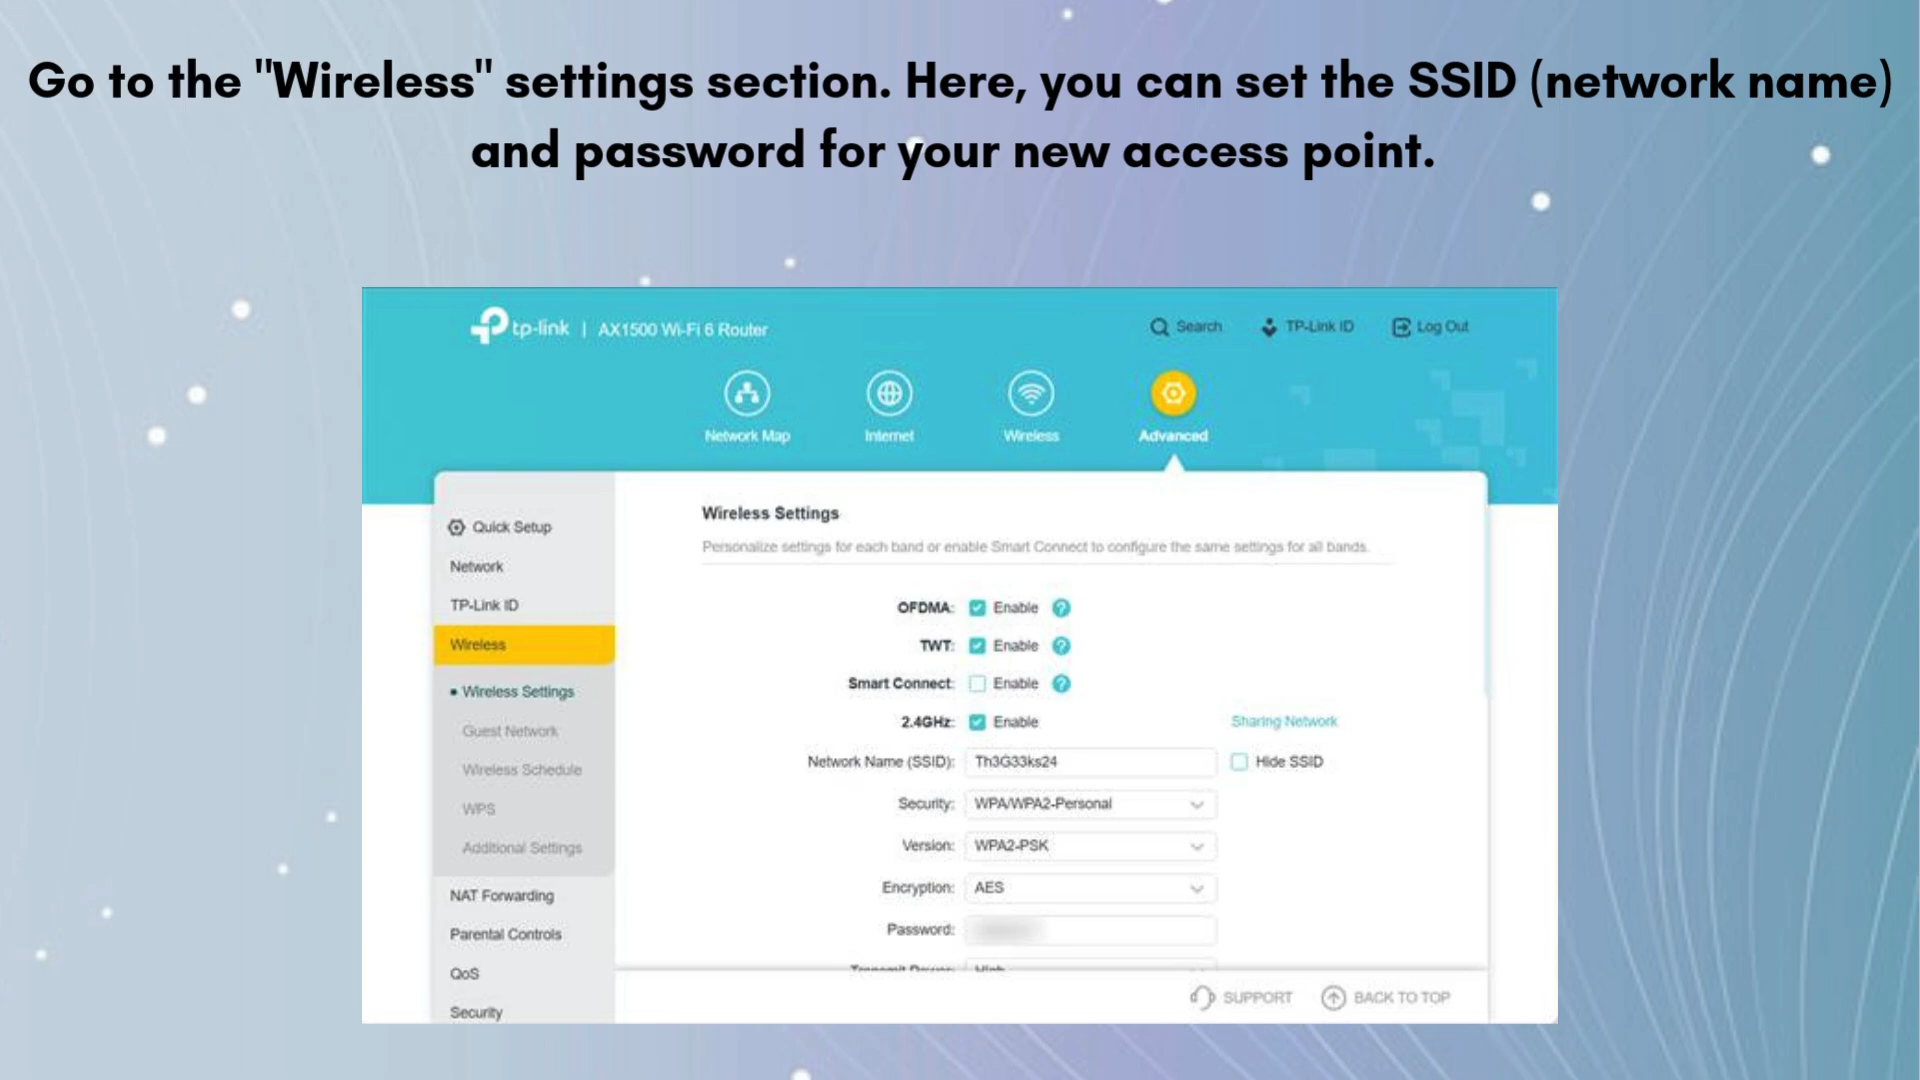 Go to the "Wireless" settings section. Here, you can set the SSID (network name)
and password for your new access point.
tp-link | AX1500 Wi-Fi 6 Router
Search TP-Link ID Log Out
Network Map Internet Wireless Advanced
Quick Setup
Network
TP-Link ID
Wireless
Wireless Settings
Guest Network
Wireless Schedule
WPS
Additional Settings
NAT Forwarding
Parental Controls
QoS
Security
Wireless Settings
Personalize settings for each band or enable Smart Connect to configure the same settings for all bands.
OFDMA: Enable ?
TWT: Enable ?
Smart Connect: Enable ?
2.4GHz: Enable Sharing Network
Network Name (SSID): Th3G33ks24 Hide SSID
Security: WPA/WPA2-Personal
Version: WPA2-PSK
Encryption: AES
Password:
Transmit Power: High
SUPPORT BACK TO TOP